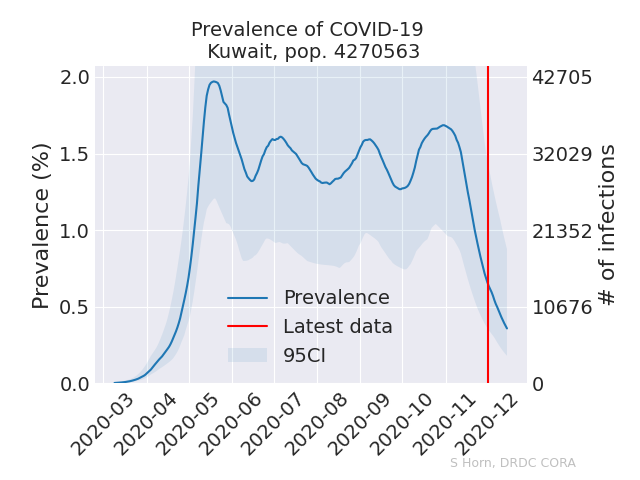 Prevalence of COVID-19
Kuwait, pop. 4270563
Prevalence (%)
2.0
1.5
1.0
0.5
0.0
42705
32029
21352
10676
0
# of infections
Prevalence
Latest data
95CI
2020-03
2020-04
2020-05
2020-06
2020-07
2020-08
2020-09
2020-10
2020-11
2020-12
S Horn, DRDC CORA